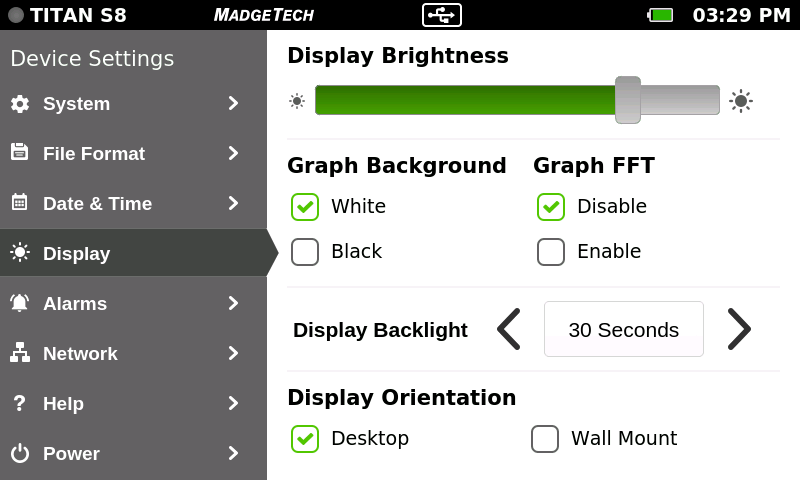 TITAN S8
MADGETECH
03:29 PM
Device Settings
System
File Format
Date & Time
Display
Alarms
Network
Help
Power
Display Brightness
Graph Background
White
Black
Graph FFT
Disable
Enable
Display Backlight
30 Seconds
Display Orientation
Desktop
Wall Mount